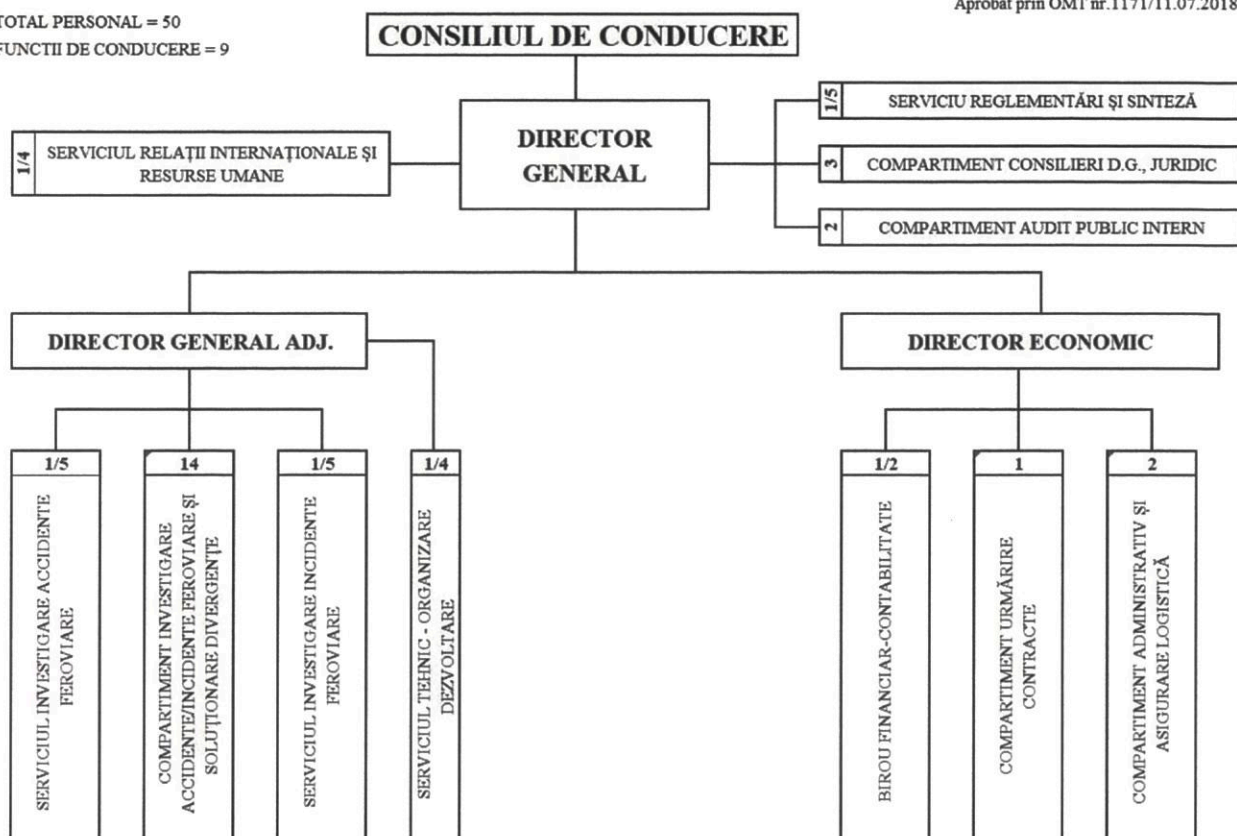 TOTAL PERSONAL = 50
FUNCTII DE CONDUCERE = 9
Aprobat prin OMT nr.1171/11.07.2018
CONSILIUL DE CONDUCERE
DIRECTOR
GENERAL
1/4
SERVICIUL RELAȚII INTERNAȚIONALE ȘI
RESURSE UMANE
1/5
SERVICIU REGLEMENTĂRI ȘI SINTEZĂ
3
COMPARTIMENT CONSILIERI D.G., JURIDIC
2
COMPARTIMENT AUDIT PUBLIC INTERN
DIRECTOR GENERAL ADJ.
DIRECTOR ECONOMIC
1/5
SERVICIUL INVESTIGARE ACCIDENTE
FEROVIARE
14
COMPARTIMENT INVESTIGARE
ACCIDENTE/INCIDENTE FEROVIARE ȘI
SOLUȚIONARE DIVERGENȚE
1/5
SERVICIUL INVESTIGARE INCIDENTE
FEROVIARE
1/4
SERVICIUL TEHNIC - ORGANIZARE
DEZVOLTARE
1/2
BIROU FINANCIAR-CONTABILITATE
1
COMPARTIMENT URMĂRIRE
CONTRACTE
2
COMPARTIMENT ADMINISTRATIV ȘI
ASIGURARE LOGISTICĂ